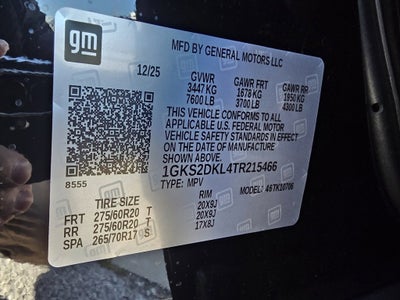 gm
MFD BY GENERAL MOTORS LLC
12/25
GVWR GAWR FRT GAWR RR
3447 KG 1678 KG 1950 KG
7600 LB 3700 LB 4300 LB
THIS VEHICLE CONFORMS TO ALL
APPLICABLE U.S. FEDERAL MOTOR
VEHICLE SAFETY STANDARDS IN EFFECT
ON THE DATE OF MANUFACTURE
SHOWN ABOVE.
1GKS2DKL4TR215466
TYPE: MPV MODEL: 46TK10706
8555
TIRE SIZE RIM
FRT 275/60R20 T 20X9J
RR 275/60R20 T 20X9J
SPA 265/70R17 S 17X8J